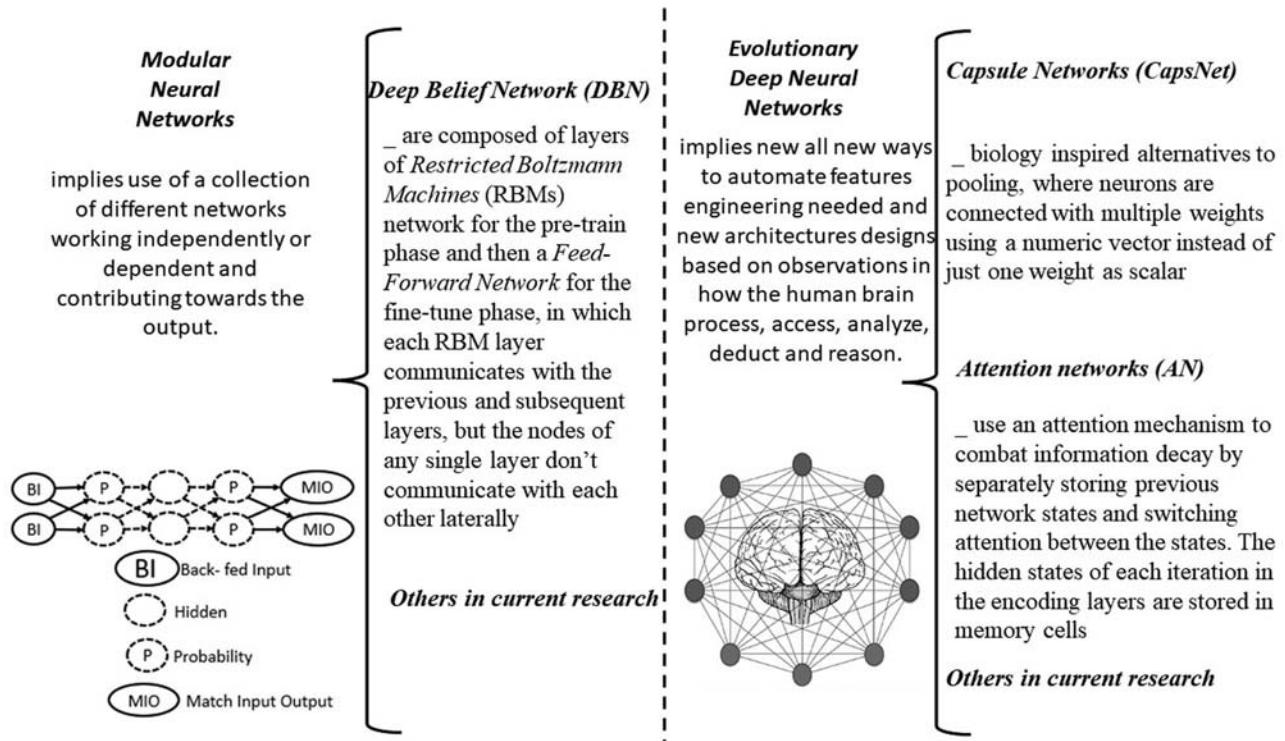 Modular
Neural
Networks
implies use of a collection
of different networks
working independently or
dependent and
contributing towards the
output.
BI
P
P
MIO
BI
P
P
MIO
BI Back- fed Input
Hidden
P Probability
MIO Match Input Output
Deep Belief Network (DBN)
_ are composed of layers
of Restricted Boltzmann
Machines (RBMs)
network for the pre-train
phase and then a Feed-
Forward Network for the
fine-tune phase, in which
each RBM layer
communicates with the
previous and subsequent
layers, but the nodes of
any single layer don't
communicate with each
other laterally
Others in current research
Evolutionary
Deep Neural
Networks
implies new all new ways
to automate features
engineering needed and
new architectures designs
based on observations in
how the human brain
process, access, analyze,
deduct and reason.
Capsule Networks (CapsNet)
_ biology inspired alternatives to
pooling, where neurons are
connected with multiple weights
using a numeric vector instead of
just one weight as scalar
Attention networks (AN)
_ use an attention mechanism to
combat information decay by
separately storing previous
network states and switching
attention between the states. The
hidden states of each iteration in
the encoding layers are stored in
memory cells
Others in current research